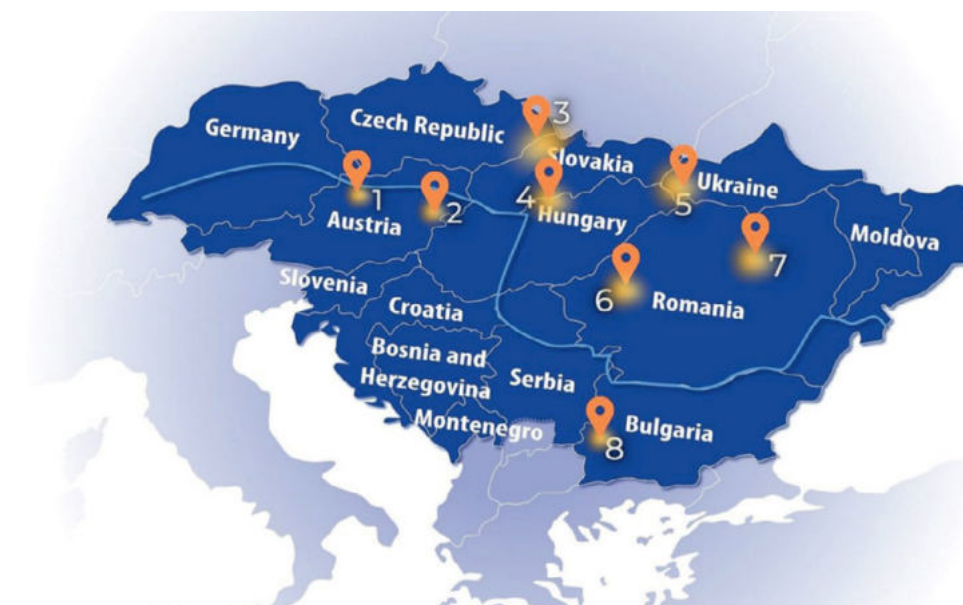 3
Czech Republic
Germany
Slovakia
1
2
4
5
Ukraine
Hungary
Austria
Moldova
7
Slovenia
6
Romania
Croatia
Bosnia and
Herzegovina
Serbia
Montenegro
Bulgaria
8